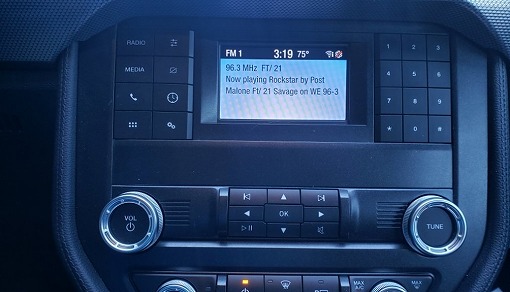 RADIO
MEDIA
FM 1 3:19 75°
96.3 MHz FT/ 21
Now playing Rockstar by Post
Malone Ft/ 21 Savage on WE 96-3
1 2 3
4 5 6
7 8 9
* 0 #
VOL
OK
TUNE
MAX
A/C
MAX